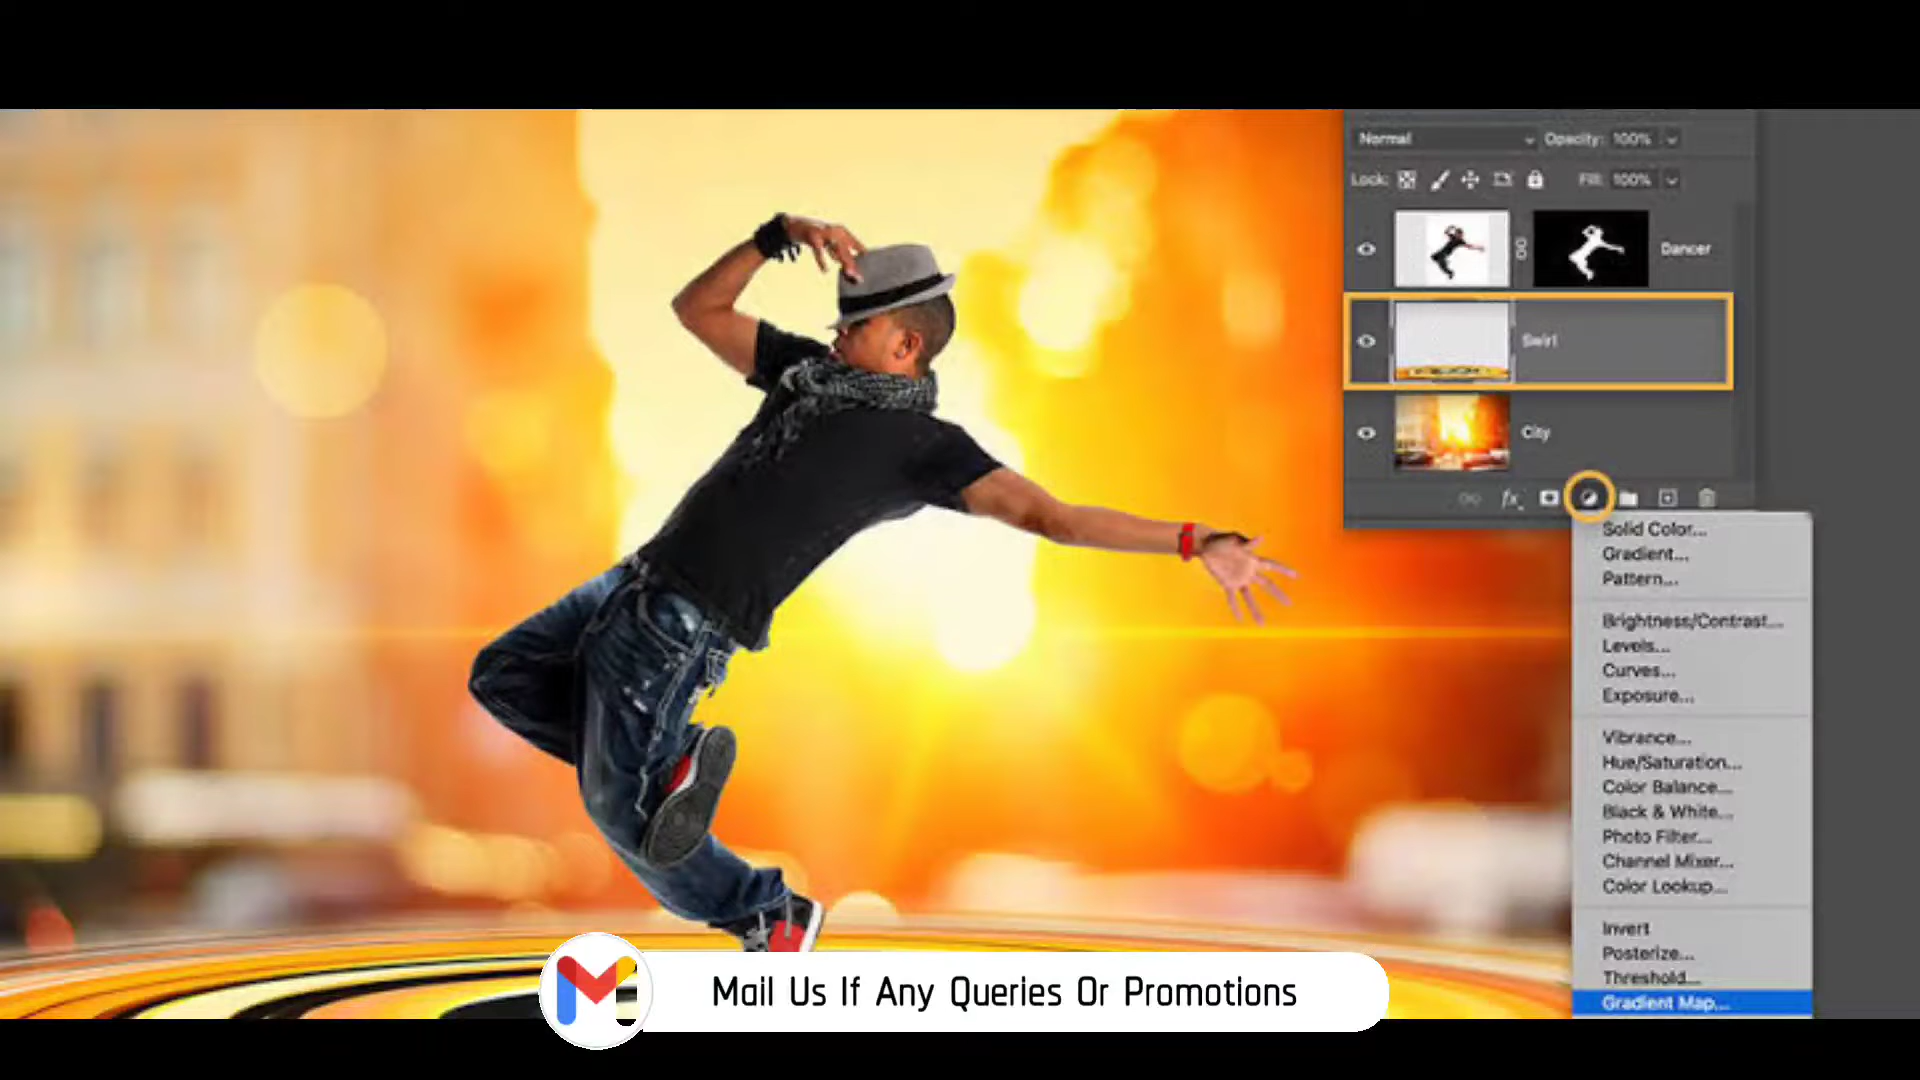 Normal
Opacity: 100%
Lock:
Fill: 100%
Dancer
Swirl
City
fx
Solid Color...
Gradient...
Pattern...
Brightness/Contrast...
Levels...
Curves...
Exposure...
Vibrance...
Hue/Saturation...
Color Balance...
Black & White...
Photo Filter...
Channel Mixer...
Color Lookup...
Invert
Posterize...
Threshold...
Gradient Map...
Mail Us If Any Queries Or Promotions